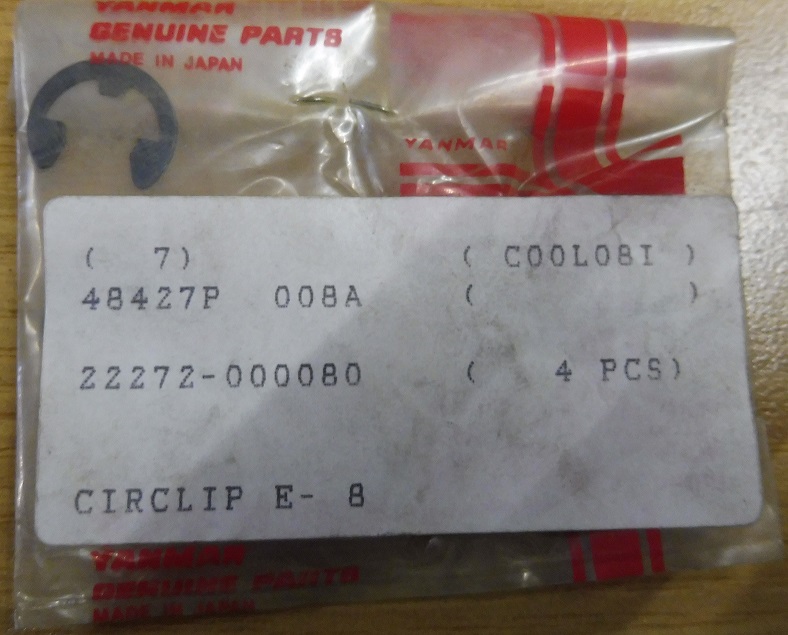 YANMAR
GENUINE PARTS
MADE IN JAPAN
YANMAR
( 7) ( COOL08I )
48427P 008A ( )
22272-000080 ( 4 PCS)
CIRCLIP E- 8
YANMAR
GENUINE PARTS
MADE IN JAPAN